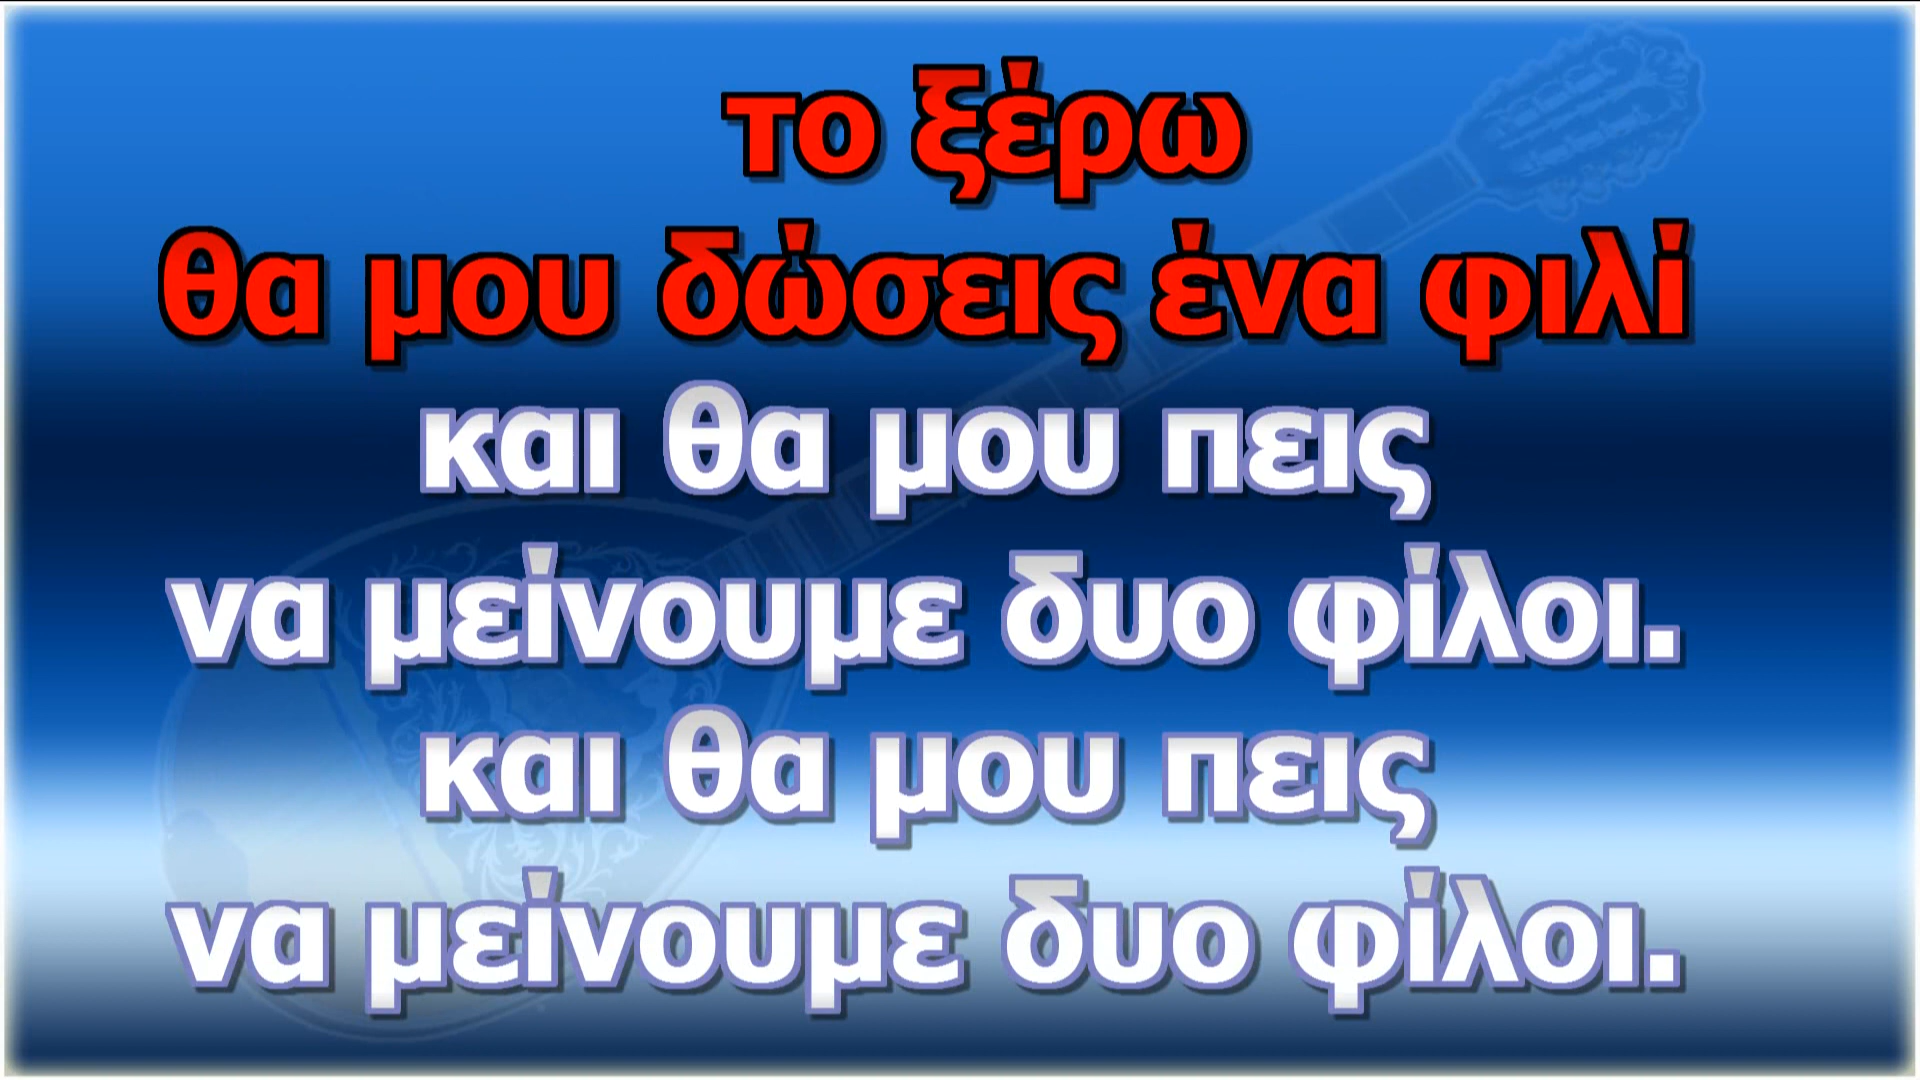 το ξέρω
θα μου δώσεις ένα φιλί
και θα μου πεις
να μείνουμε δυο φίλοι.
και θα μου πεις
να μείνουμε δυο φίλοι.